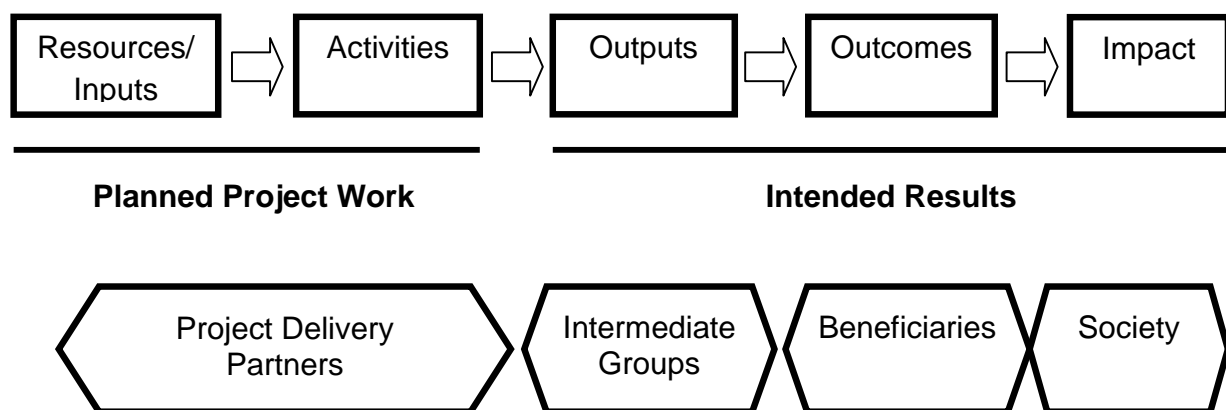 Resources/
Inputs
Activities
Outputs
Outcomes
Impact
Planned Project Work
Intended Results
Project Delivery
Partners
Intermediate
Groups
Beneficiaries
Society